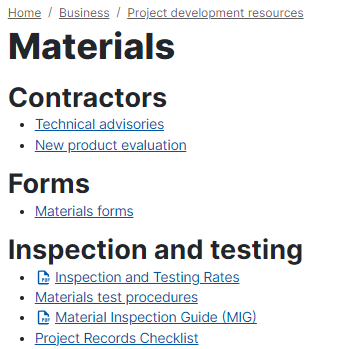 Home / Business / Project development resources
Materials
Contractors
• Technical advisories
• New product evaluation
Forms
• Materials forms
Inspection and testing
• Inspection and Testing Rates
• Materials test procedures
• Material Inspection Guide (MIG)
• Project Records Checklist